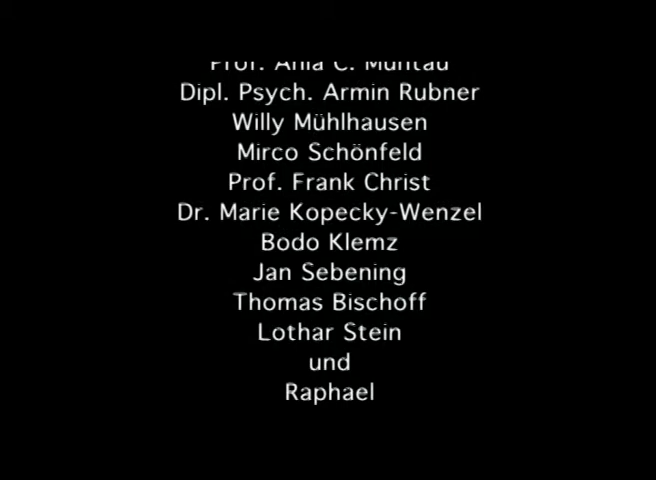 Prof. C.
Dipl. Psych. Armin Rubner
Willy Mühlhausen
Mirco Schönfeld
Prof. Frank Christ
Dr. Marie Kopecky-Wenzel
Bodo Klemz
Jan Sebening
Thomas Bischoff
Lothar Stein
und
Raphael